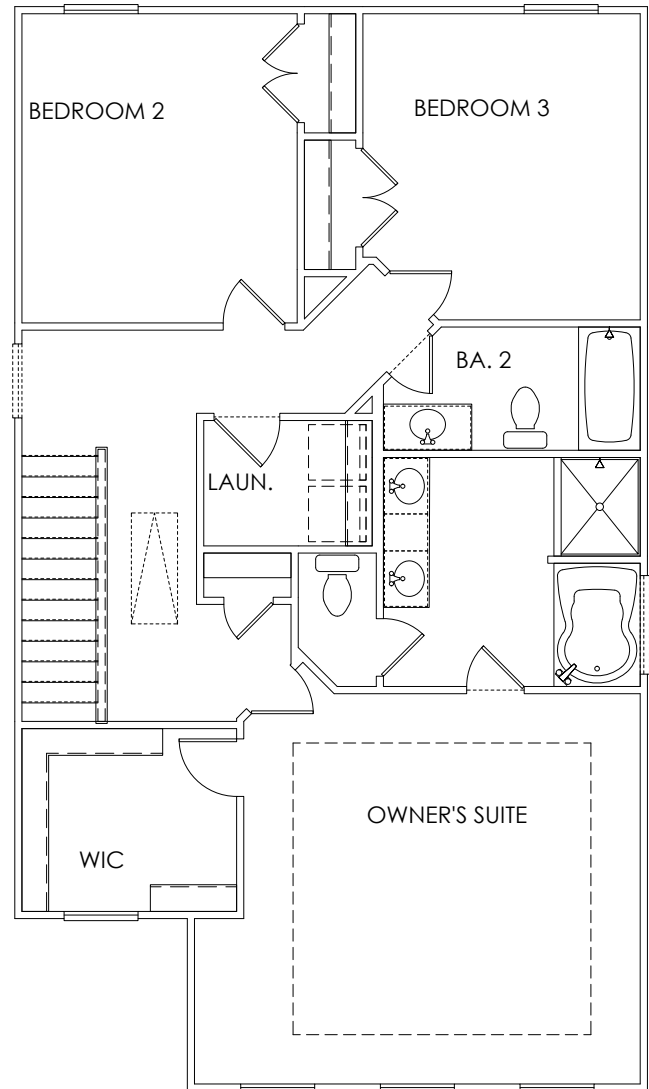 BEDROOM 2
BEDROOM 3
BA. 2
LAUN.
OWNER'S SUITE
WIC